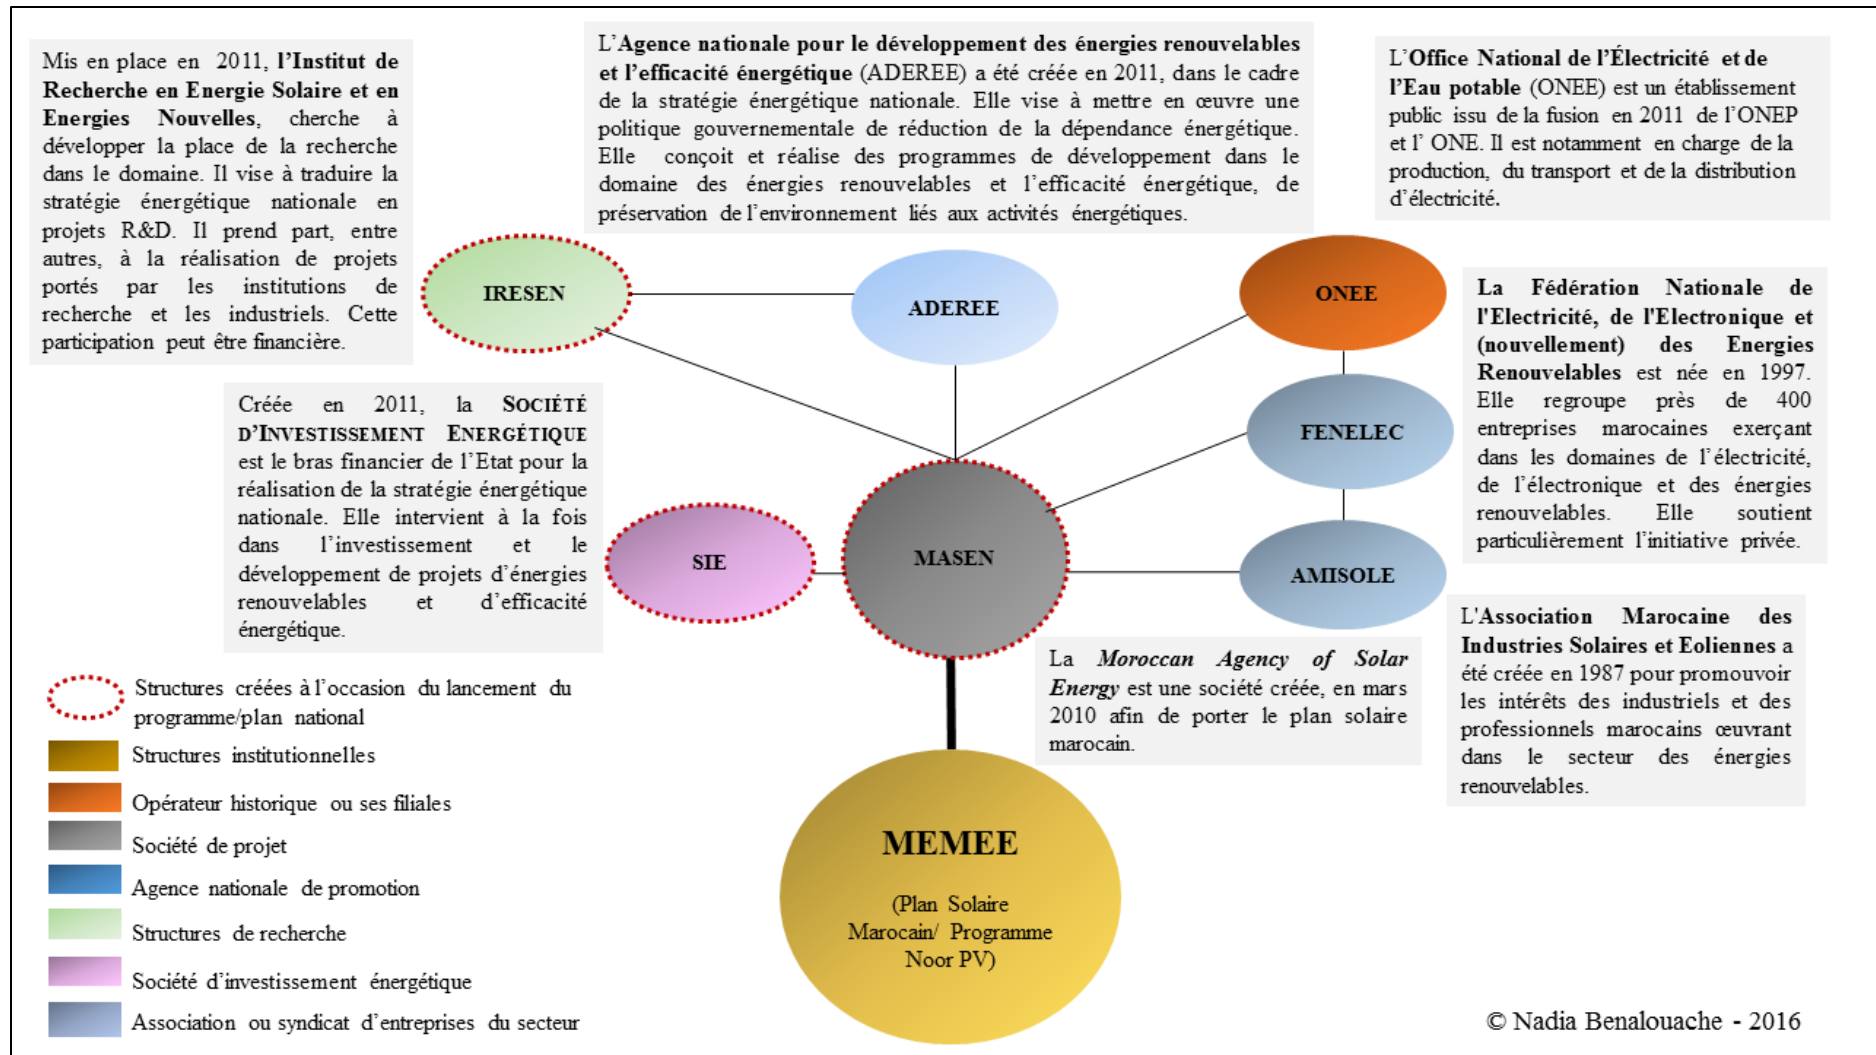 Mis en place en 2011, l'Institut de
Recherche en Energie Solaire et en
Energies Nouvelles, cherche à
développer la place de la recherche
dans le domaine. Il vise à traduire la
stratégie énergétique nationale en
projets R&D. Il prend part, entre
autres, à la réalisation de projets
portés par les institutions de
recherche et les industriels. Cette
participation peut être financière.
L'Agence nationale pour le développement des énergies renouvelables
et l'efficacité énergétique (ADEREE) a été créée en 2011, dans le cadre
de la stratégie énergétique nationale. Elle vise à mettre en œuvre une
politique gouvernementale de réduction de la dépendance énergétique.
Elle conçoit et réalise des programmes de développement dans le
domaine des énergies renouvelables et l'efficacité énergétique, de
préservation de l'environnement liés aux activités énergétiques.
L'Office National de l'Électricité et de
l'Eau potable (ONEE) est un établissement
public issu de la fusion en 2011 de l'ONEP
et l' ONE. Il est notamment en charge de la
production, du transport et de la distribution
d'électricité.
IRESEN
ADEREE
ONEE
La Fédération Nationale de
l'Electricité, de l'Electronique et
(nouvellement) des Energies
Renouvelables est née en 1997.
Elle regroupe près de 400
entreprises marocaines exerçant
dans les domaines de l'électricité,
de l'électronique et des énergies
renouvelables. Elle soutient
particulièrement l'initiative privée.
Créée en 2011, la SOCIÉTÉ
D'INVESTISSEMENT ENERGÉTIQUE
est le bras financier de l'Etat pour la
réalisation de la stratégie énergétique
nationale. Elle intervient à la fois
dans l'investissement et le
développement de projets d'énergies
renouvelables et d'efficacité
énergétique.
FENELEC
SIE
MASEN
AMISOLE
L'Association Marocaine des
Industries Solaires et Eoliennes a
été créée en 1987 pour promouvoir
les intérêts des industriels et des
professionnels marocains œuvrant
dans le secteur des énergies
renouvelables.
La Moroccan Agency of Solar
Energy est une société créée, en mars
2010 afin de porter le plan solaire
marocain.
MEMEE
(Plan Solaire
Marocain/ Programme
Noor PV)
Structures créées à l'occasion du lancement du
programme/plan national
Structures institutionnelles
Opérateur historique ou ses filiales
Société de projet
Agence nationale de promotion
Structures de recherche
Société d'investissement énergétique
Association ou syndicat d'entreprises du secteur
© Nadia Benalouache - 2016